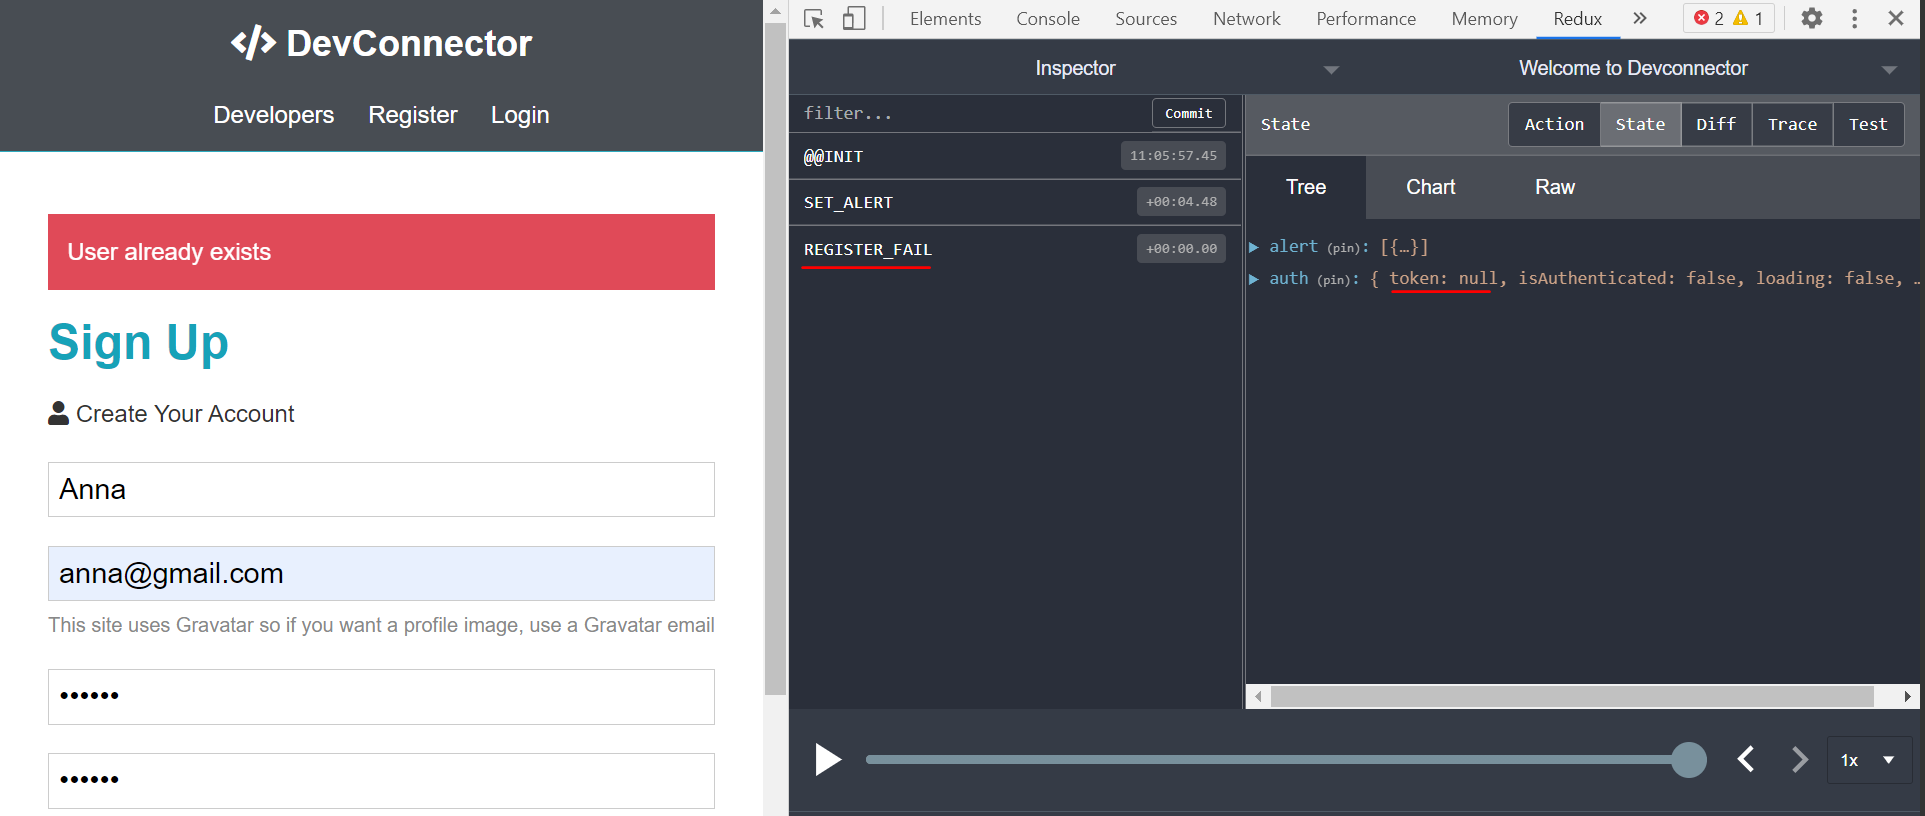 DevConnector
Developers Register Login
User already exists
Sign Up
Create Your Account
Anna
anna@gmail.com
This site uses Gravatar so if you want a profile image, use a Gravatar email
••••••
••••••
Elements Console Sources Network Performance Memory Redux 2 1
Inspector Welcome to Devconnector
filter... Commit
@@INIT 11:05:57.45
SET_ALERT +00:04.48
REGISTER_FAIL +00:00.00
State Action State Diff Trace Test
Tree Chart Raw
alert (pin): [{…}]
auth (pin): { token: null, isAuthenticated: false, loading: false, …
1x